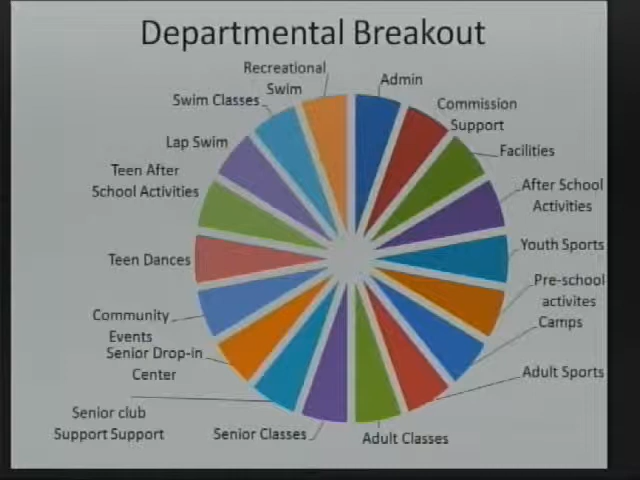 Departmental Breakout
Recreational
Swim
Admin
Swim Classes
Commission
Support
Lap Swim
Facilities
Teen After
School Activities
After School
Activities
Youth Sports
Teen Dances
Pre-school
activites
Community
Events
Camps
Senior Drop-in
Center
Adult Sports
Senior club
Support Support
Senior Classes
Adult Classes